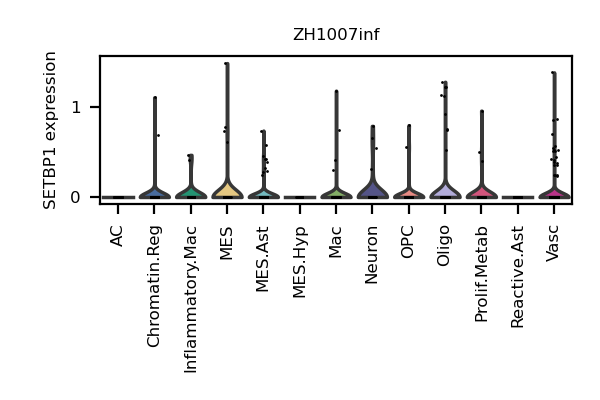 ZH1007inf
SETBP1 expression
1
0
AC
Chromatin.Reg
Inflammatory.Mac
MES
MES.Ast
MES.Hyp
Mac
Neuron
OPC
Oligo
Prolif.Metab
Reactive.Ast
Vasc